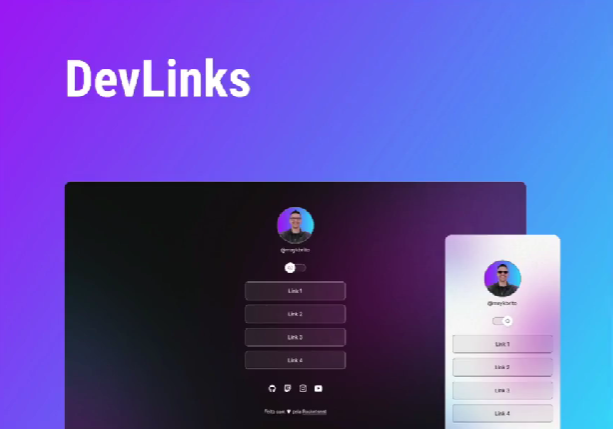 DevLinks
@maykbrito
Link 1
Link 2
Link 3
Link 4
Feito com ♥ pela Rocketseat
@maykbrito
Link 1
Link 2
Link 3
Link 4